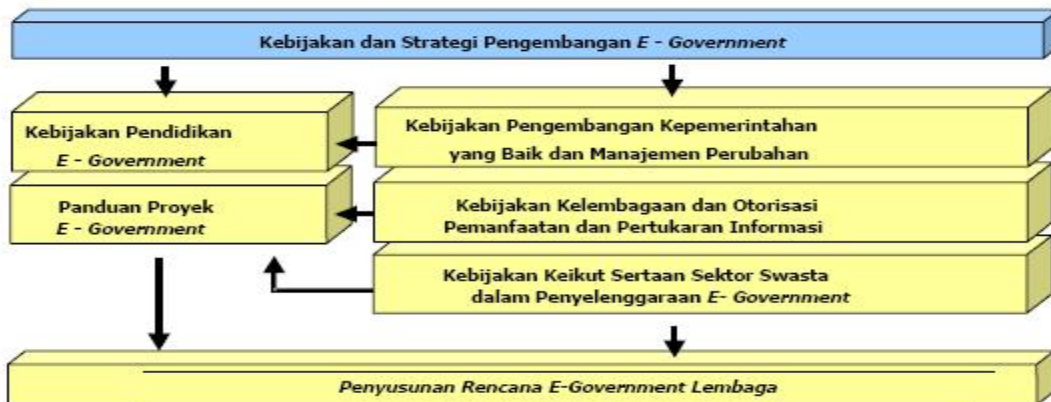 Kebijakan dan Strategi Pengembangan E - Government
Kebijakan Pendidikan
E - Government
Kebijakan Pengembangan Kepemerintahan
yang Baik dan Manajemen Perubahan
Panduan Proyek
E - Government
Kebijakan Kelembagaan dan Otorisasi
Pemanfaatan dan Pertukaran Informasi
Kebijakan Keikut Sertaan Sektor Swasta
dalam Penyelenggaraan E- Government
Penyusunan Rencana E-Government Lembaga